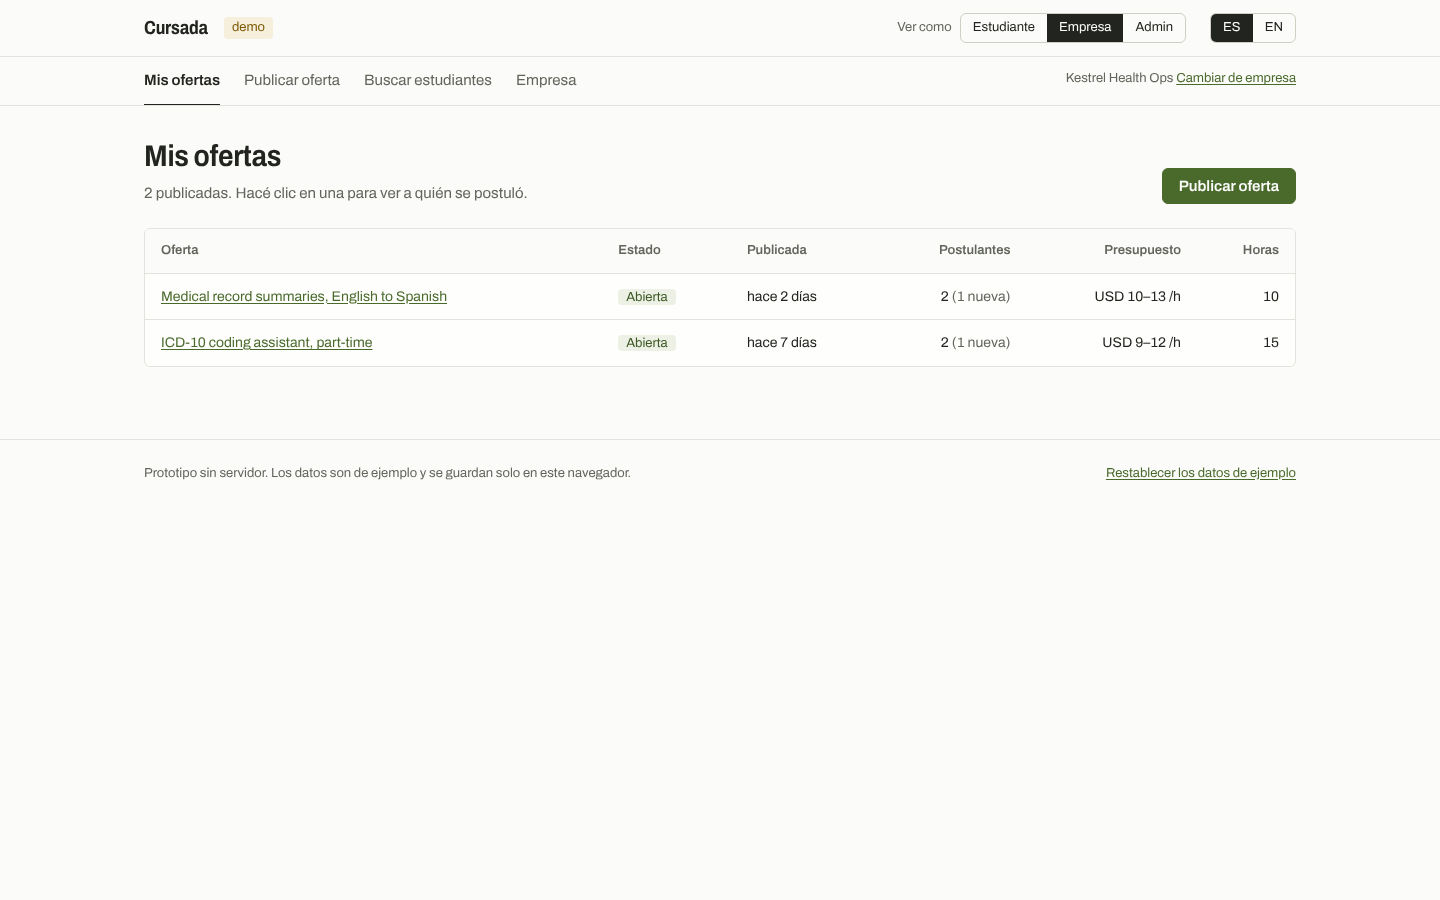 Cursada demo Ver como Estudiante Empresa Admin ES EN
Mis ofertas Publicar oferta Buscar estudiantes Empresa Kestrel Health Ops Cambiar de empresa
Mis ofertas
2 publicadas. Hacé clic en una para ver a quién se postuló.
Publicar oferta
Oferta Estado Publicada Postulantes Presupuesto Horas
Medical record summaries, English to Spanish Abierta hace 2 días 2 (1 nueva) USD 10–13 /h 10
ICD-10 coding assistant, part-time Abierta hace 7 días 2 (1 nueva) USD 9–12 /h 15
Prototipo sin servidor. Los datos son de ejemplo y se guardan solo en este navegador. Restablecer los datos de ejemplo